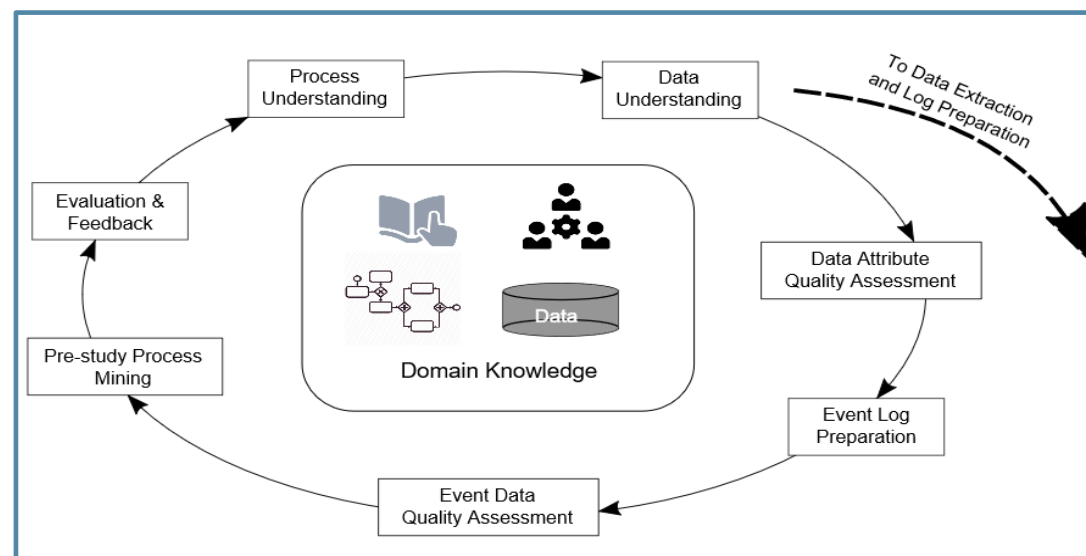 Process
Understanding
Data
Understanding
To Data Extraction
and Log Preparation
Evaluation &
Feedback
Data Attribute
Quality Assessment
Data
Domain Knowledge
Pre-study Process
Mining
Event Log
Preparation
Event Data
Quality Assessment